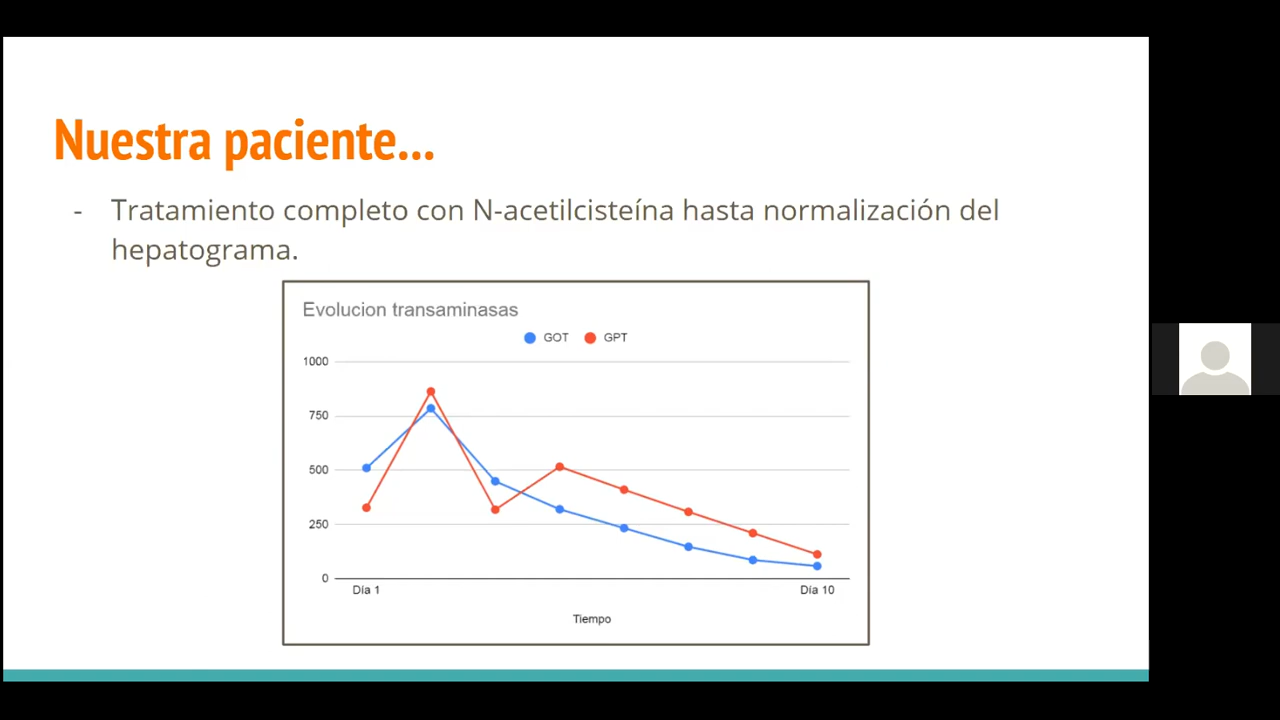 Nuestra paciente...
- Tratamiento completo con N-acetilcisteína hasta normalización del
hepatograma.
Evolucion transaminasas
GOT GPT
1000
750
500
250
0
Día 1 Día 10
Tiempo